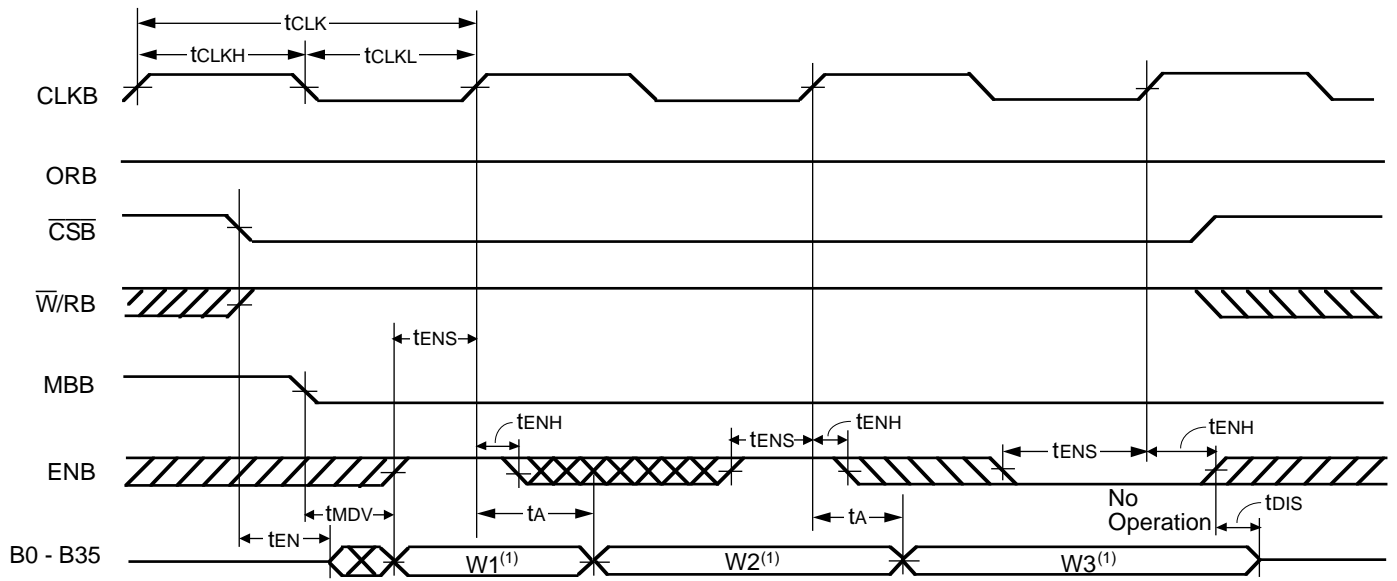 tCLK
tCLKH
tCLKL
CLKB
ORB
CSB
W/RB
tENS
MBB
tENH
tENS
tENH
tENS
tENH
ENB
No
Operation
tMDV
tA
tA
tDIS
tEN
B0 - B35
W1(1)
W2(1)
W3(1)